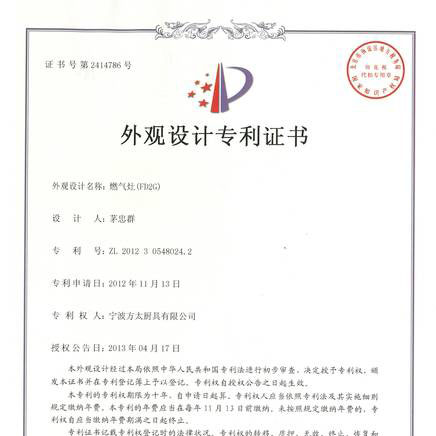 证书号第2414786号
外观设计专利证书
外观设计名称：燃气灶(FD2G)
设 计 人：茅忠群
专 利 号：ZL 2012 3 0548024.2
专利申请日：2012年11月13日
专 利 权 人：宁波方太厨具有限公司
授权公告日：2013年04月17日
本外观设计经过本局依照中华人民共和国专利法进行初步审查，决定授予专利权，颁
发本证书并在专利登记簿上予以登记。专利权自授权公告之日起生效。
本专利的专利权期限为十年，自申请日起算。专利权人应当依照专利法及其实施细则
规定缴纳年费。本专利的年费应当在每年11月13日前缴纳。未按照规定缴纳年费的，专
利权自应当缴纳年费期满之日起终止。
专利证书记载专利权登记时的法律状况。专利权的转移、质押、无效、终止、恢复和